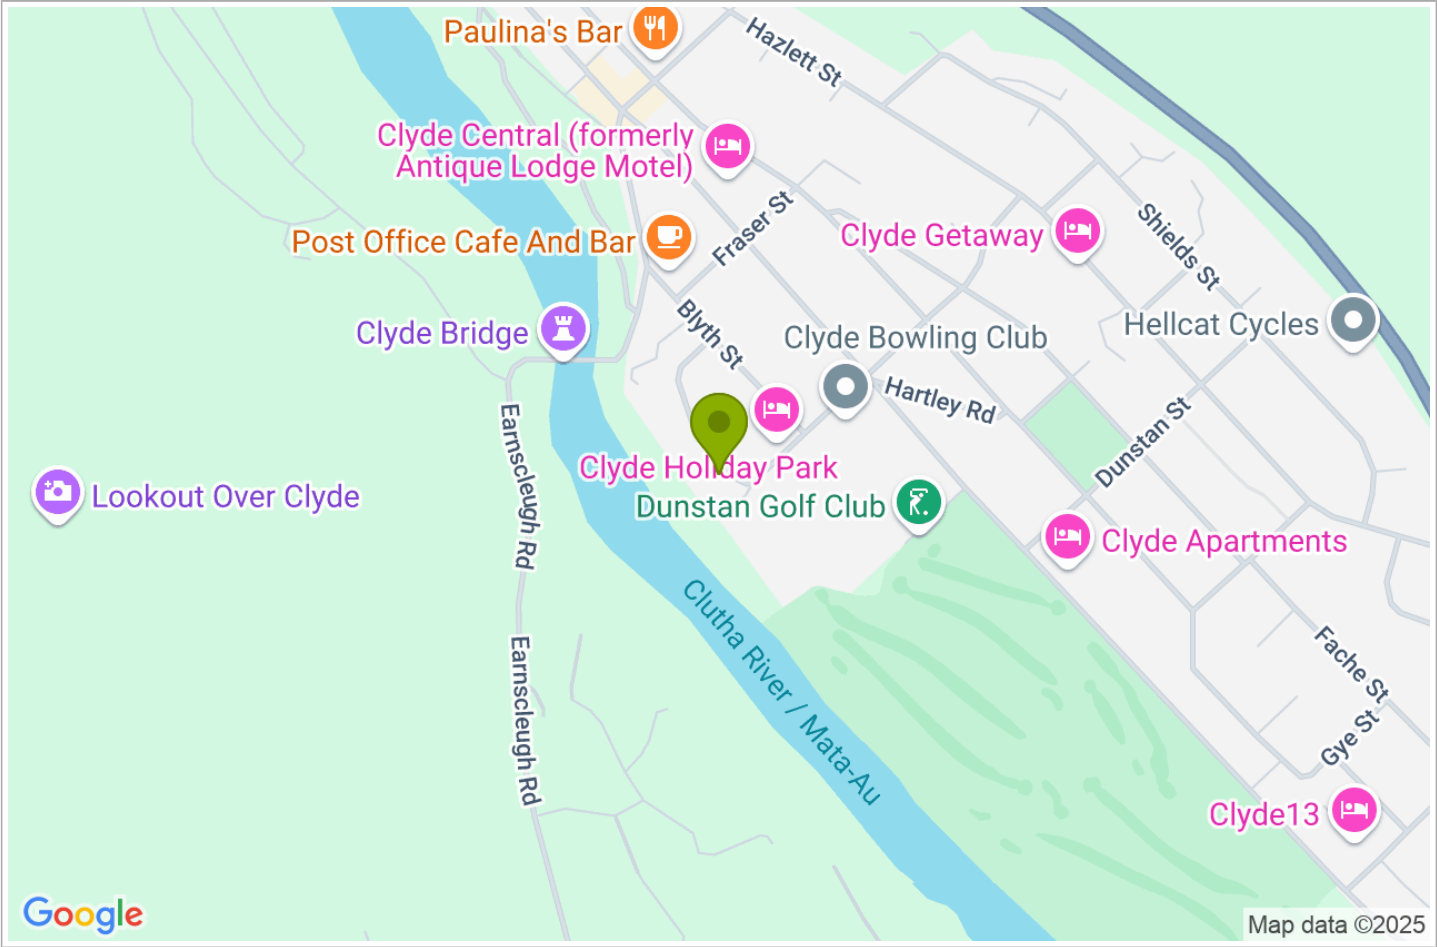 Paulina's Bar
Hazlett St
Clyde Central (formerly
Antique Lodge Motel)
Fraser St
Shields St
Clyde Getaway
Post Office Cafe And Bar
Blyth St
Clyde Bridge
Clyde Bowling Club
Hellcat Cycles
Hartley Rd
Dunstan St
Earnscleugh Rd
Clyde Holiday Park
Lookout Over Clyde
Dunstan Golf Club
Clyde Apartments
Clutha River / Mata-Au
Earnscleugh Rd
Fache St
Gye St
Clyde13
Google
Map data ©2025